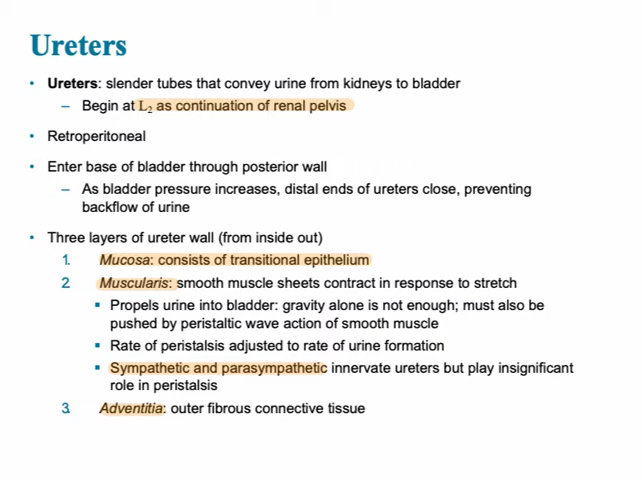 Ureters
• Ureters: slender tubes that convey urine from kidneys to bladder
– Begin at L2 as continuation of renal pelvis
• Retroperitoneal
• Enter base of bladder through posterior wall
– As bladder pressure increases, distal ends of ureters close, preventing
backflow of urine
• Three layers of ureter wall (from inside out)
1. Mucosa: consists of transitional epithelium
2. Muscularis: smooth muscle sheets contract in response to stretch
▪ Propels urine into bladder: gravity alone is not enough; must also be
pushed by peristaltic wave action of smooth muscle
▪ Rate of peristalsis adjusted to rate of urine formation
▪ Sympathetic and parasympathetic innervate ureters but play insignificant
role in peristalsis
3. Adventitia: outer fibrous connective tissue